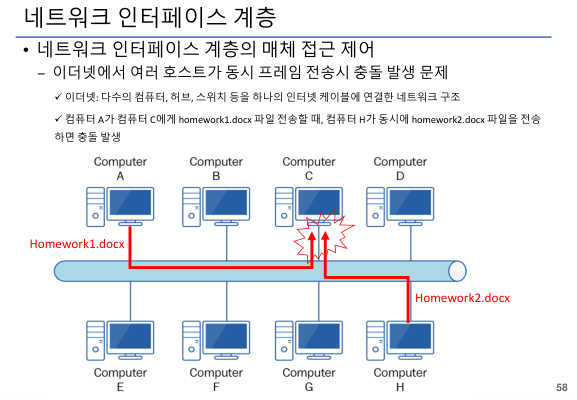 네트워크 인터페이스 계층
• 네트워크 인터페이스 계층의 매체 접근 제어
– 이더넷에서 여러 호스트가 동시 프레임 전송시 충돌 발생 문제
✓ 이더넷: 다수의 컴퓨터, 허브, 스위치 등을 하나의 인터넷 케이블에 연결한 네트워크 구조
✓ 컴퓨터 A가 컴퓨터 C에게 homework1.docx 파일 전송할 때, 컴퓨터 H가 동시에 homework2.docx 파일을 전송
하면 충돌 발생
Computer A
Computer B
Computer C
Computer D
Homework1.docx
Homework2.docx
Computer E
Computer F
Computer G
Computer H
58